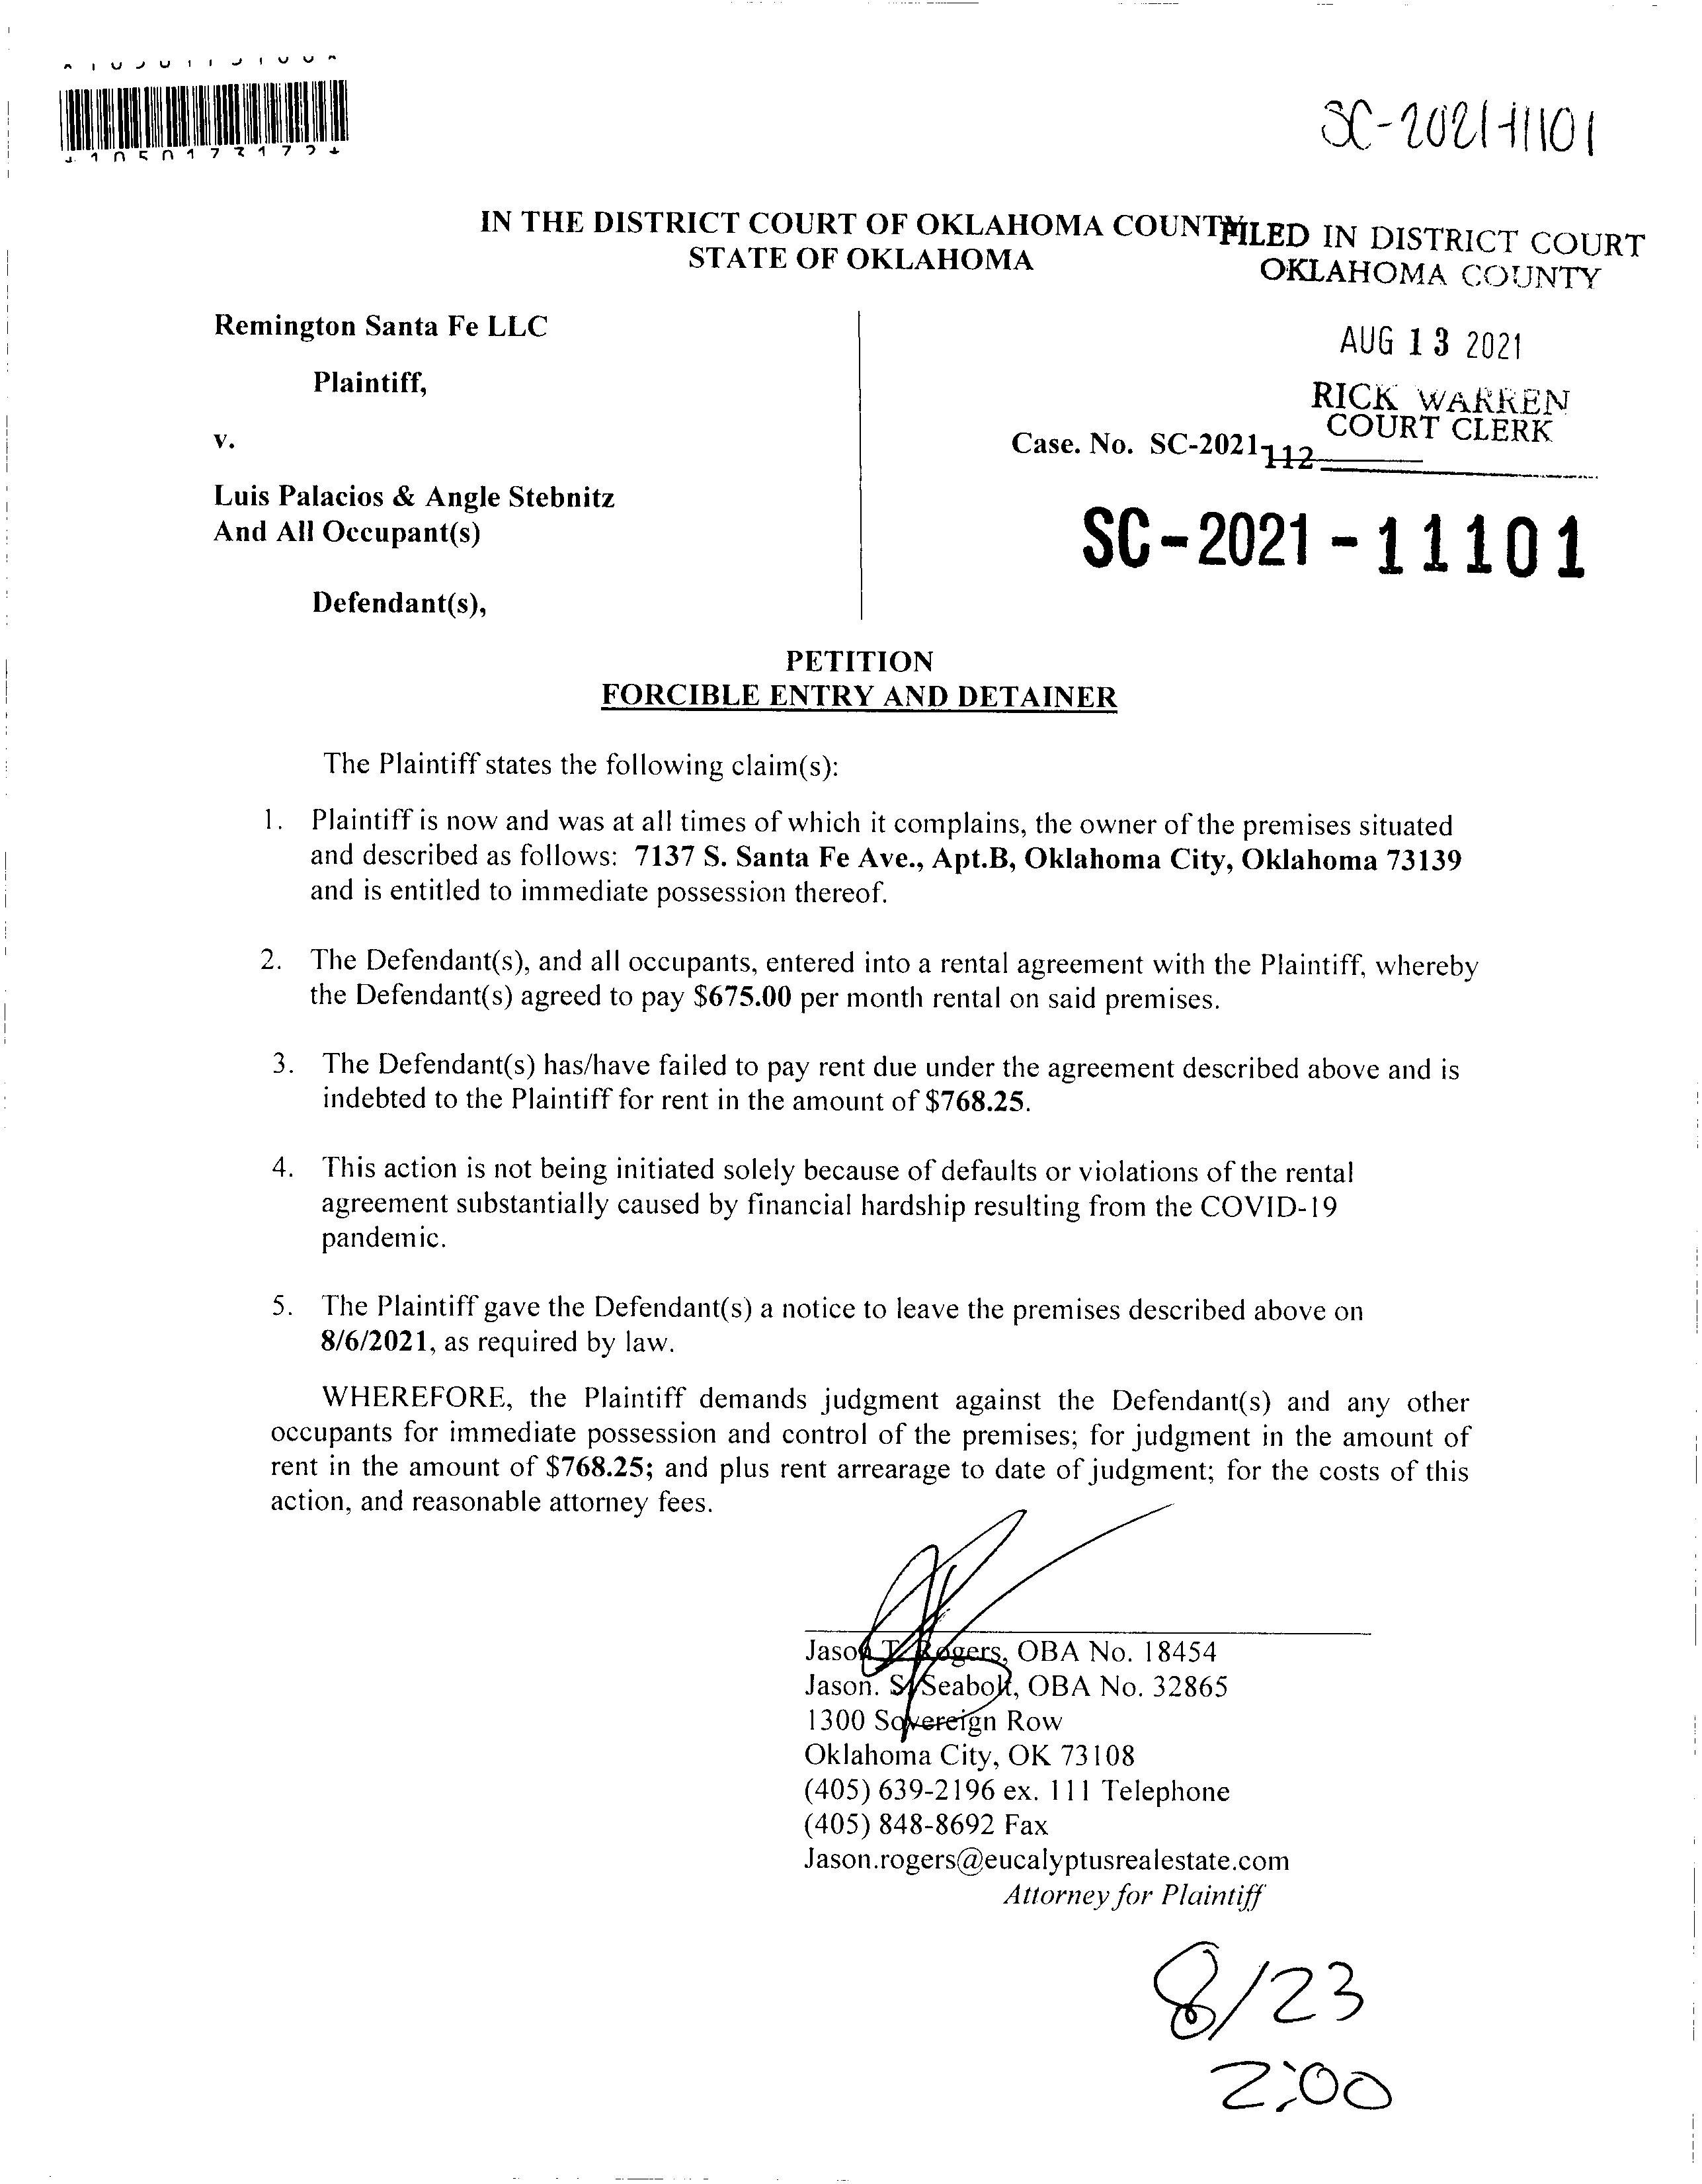 SC-2021-11101
IN THE DISTRICT COURT OF OKLAHOMA COUNTY
STATE OF OKLAHOMA
FILED IN DISTRICT COURT
OKLAHOMA COUNTY
Remington Santa Fe LLC
AUG 13 2021
Plaintiff,
RICK WARREN
COURT CLERK
v.
Case. No. SC-2021-
112
Luis Palacios & Angle Stebnitz
And All Occupant(s)
SC-2021-11101
Defendant(s),
PETITION
FORCIBLE ENTRY AND DETAINER
The Plaintiff states the following claim(s):
1. Plaintiff is now and was at all times of which it complains, the owner of the premises situated
and described as follows: 7137 S. Santa Fe Ave., Apt.B, Oklahoma City, Oklahoma 73139
and is entitled to immediate possession thereof.
2. The Defendant(s), and all occupants, entered into a rental agreement with the Plaintiff, whereby
the Defendant(s) agreed to pay $675.00 per month rental on said premises.
3. The Defendant(s) has/have failed to pay rent due under the agreement described above and is
indebted to the Plaintiff for rent in the amount of $768.25.
4. This action is not being initiated solely because of defaults or violations of the rental
agreement substantially caused by financial hardship resulting from the COVID-19
pandemic.
5. The Plaintiff gave the Defendant(s) a notice to leave the premises described above on
8/6/2021, as required by law.
WHEREFORE, the Plaintiff demands judgment against the Defendant(s) and any other
occupants for immediate possession and control of the premises; for judgment in the amount of
rent in the amount of $768.25; and plus rent arrearage to date of judgment; for the costs of this
action, and reasonable attorney fees.
Jason T. Rogers, OBA No. 18454
Jason. S. Seabolt, OBA No. 32865
1300 Sovereign Row
Oklahoma City, OK 73108
(405) 639-2196 ex. 111 Telephone
(405) 848-8692 Fax
Jason.rogers@eucalyptusrealestate.com
Attorney for Plaintiff
8/23
2:00